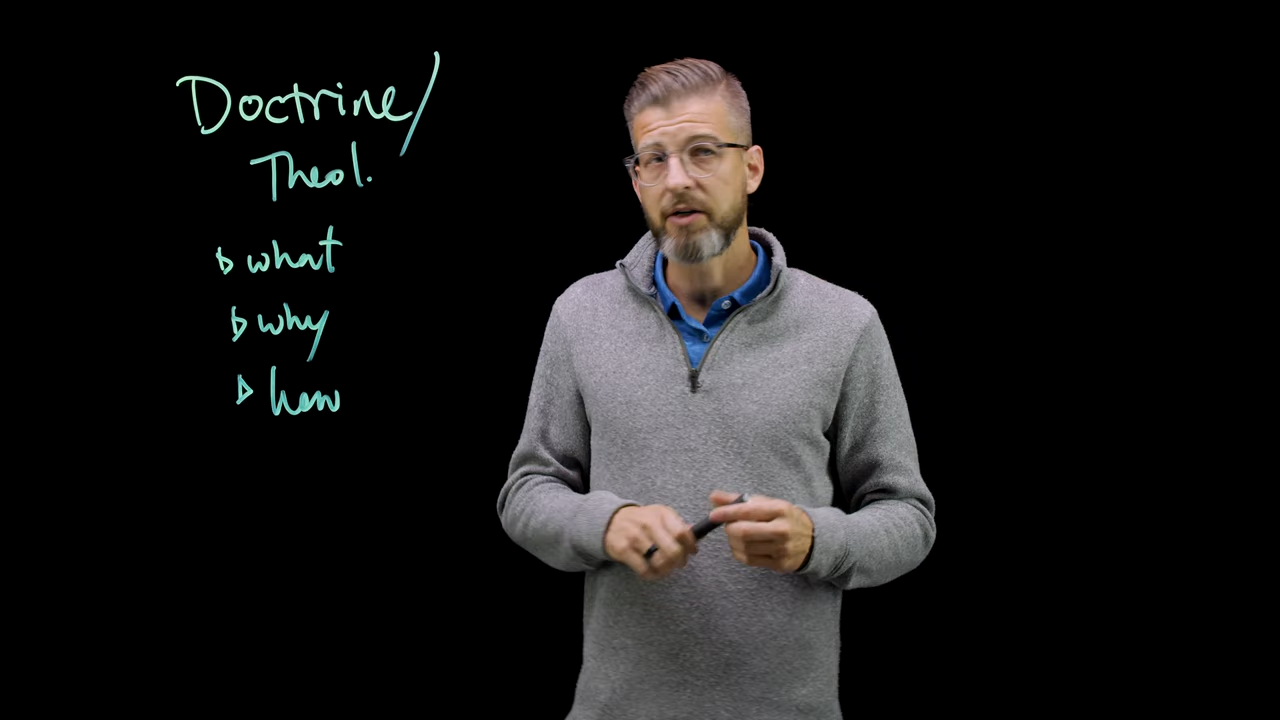 Doctrine/
Theol.
▷ what
▷ why
▷ how